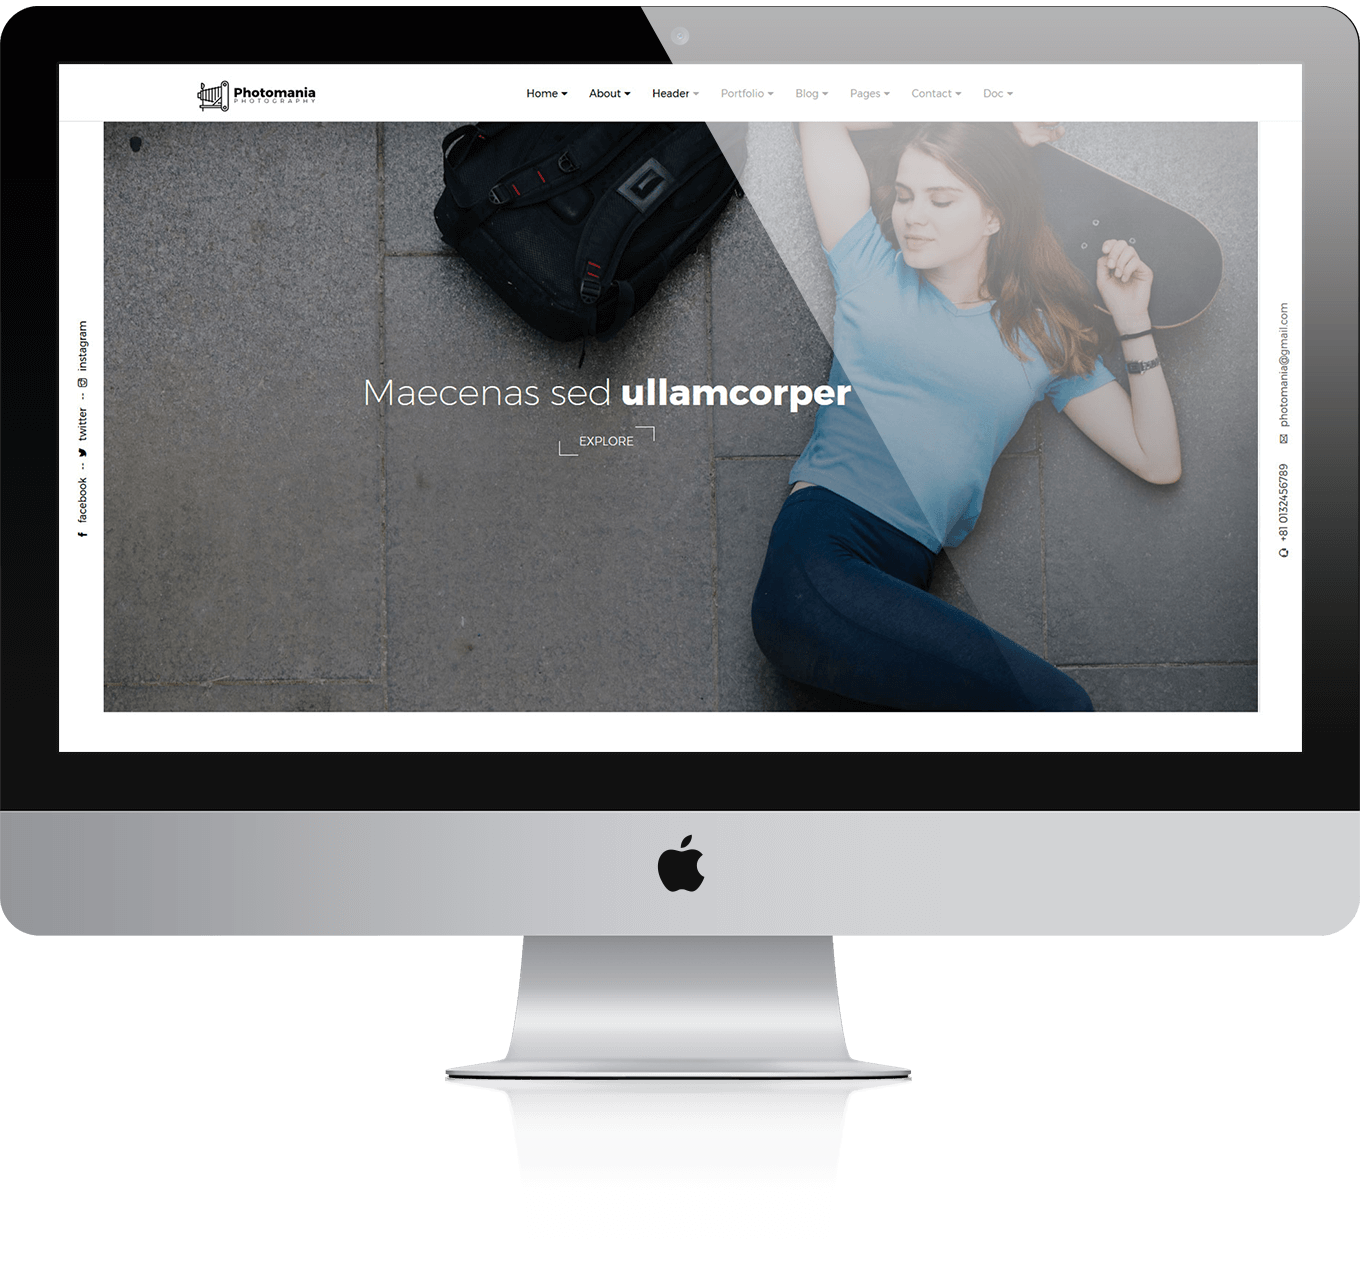 Photomania
PHOTOGRAPHY
Home
About
Header
Portfolio
Blog
Pages
Contact
Doc
facebook -- twitter -- instagram
Maecenas sed ullamcorper
EXPLORE
+81 0132456789 photomania@gmail.com